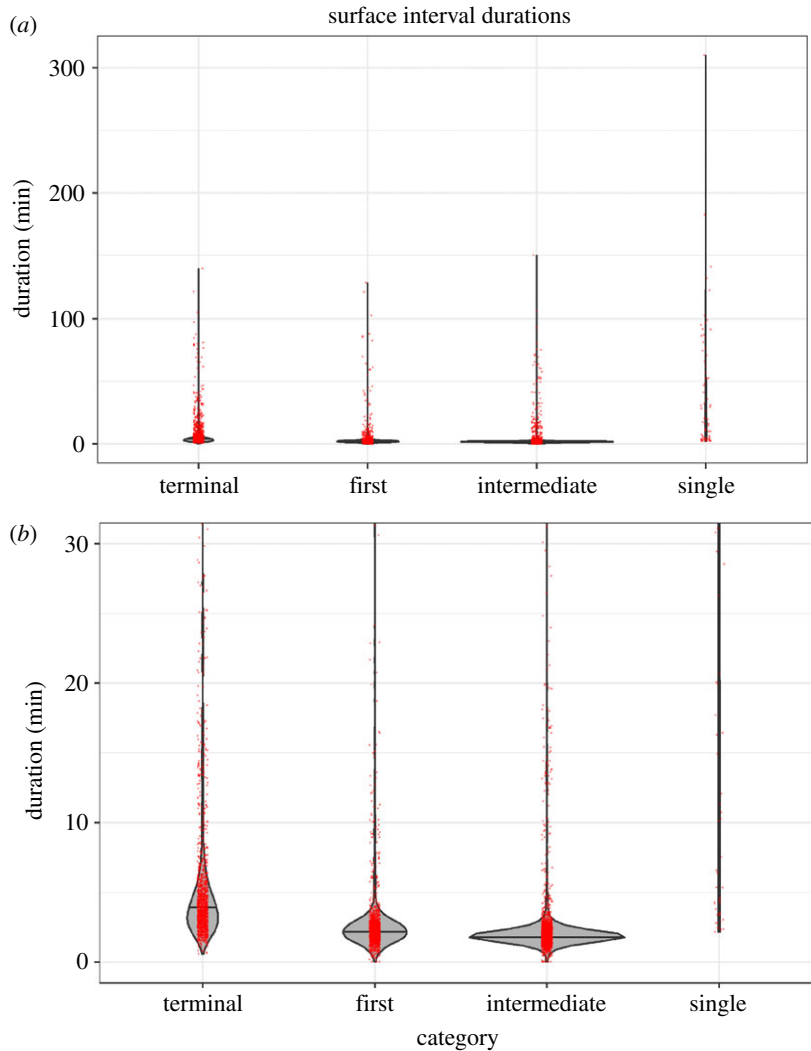 (a)
surface interval durations
300
200
100
0
duration (min)
terminal first intermediate single
(b)
30
20
10
0
duration (min)
terminal first intermediate single
category